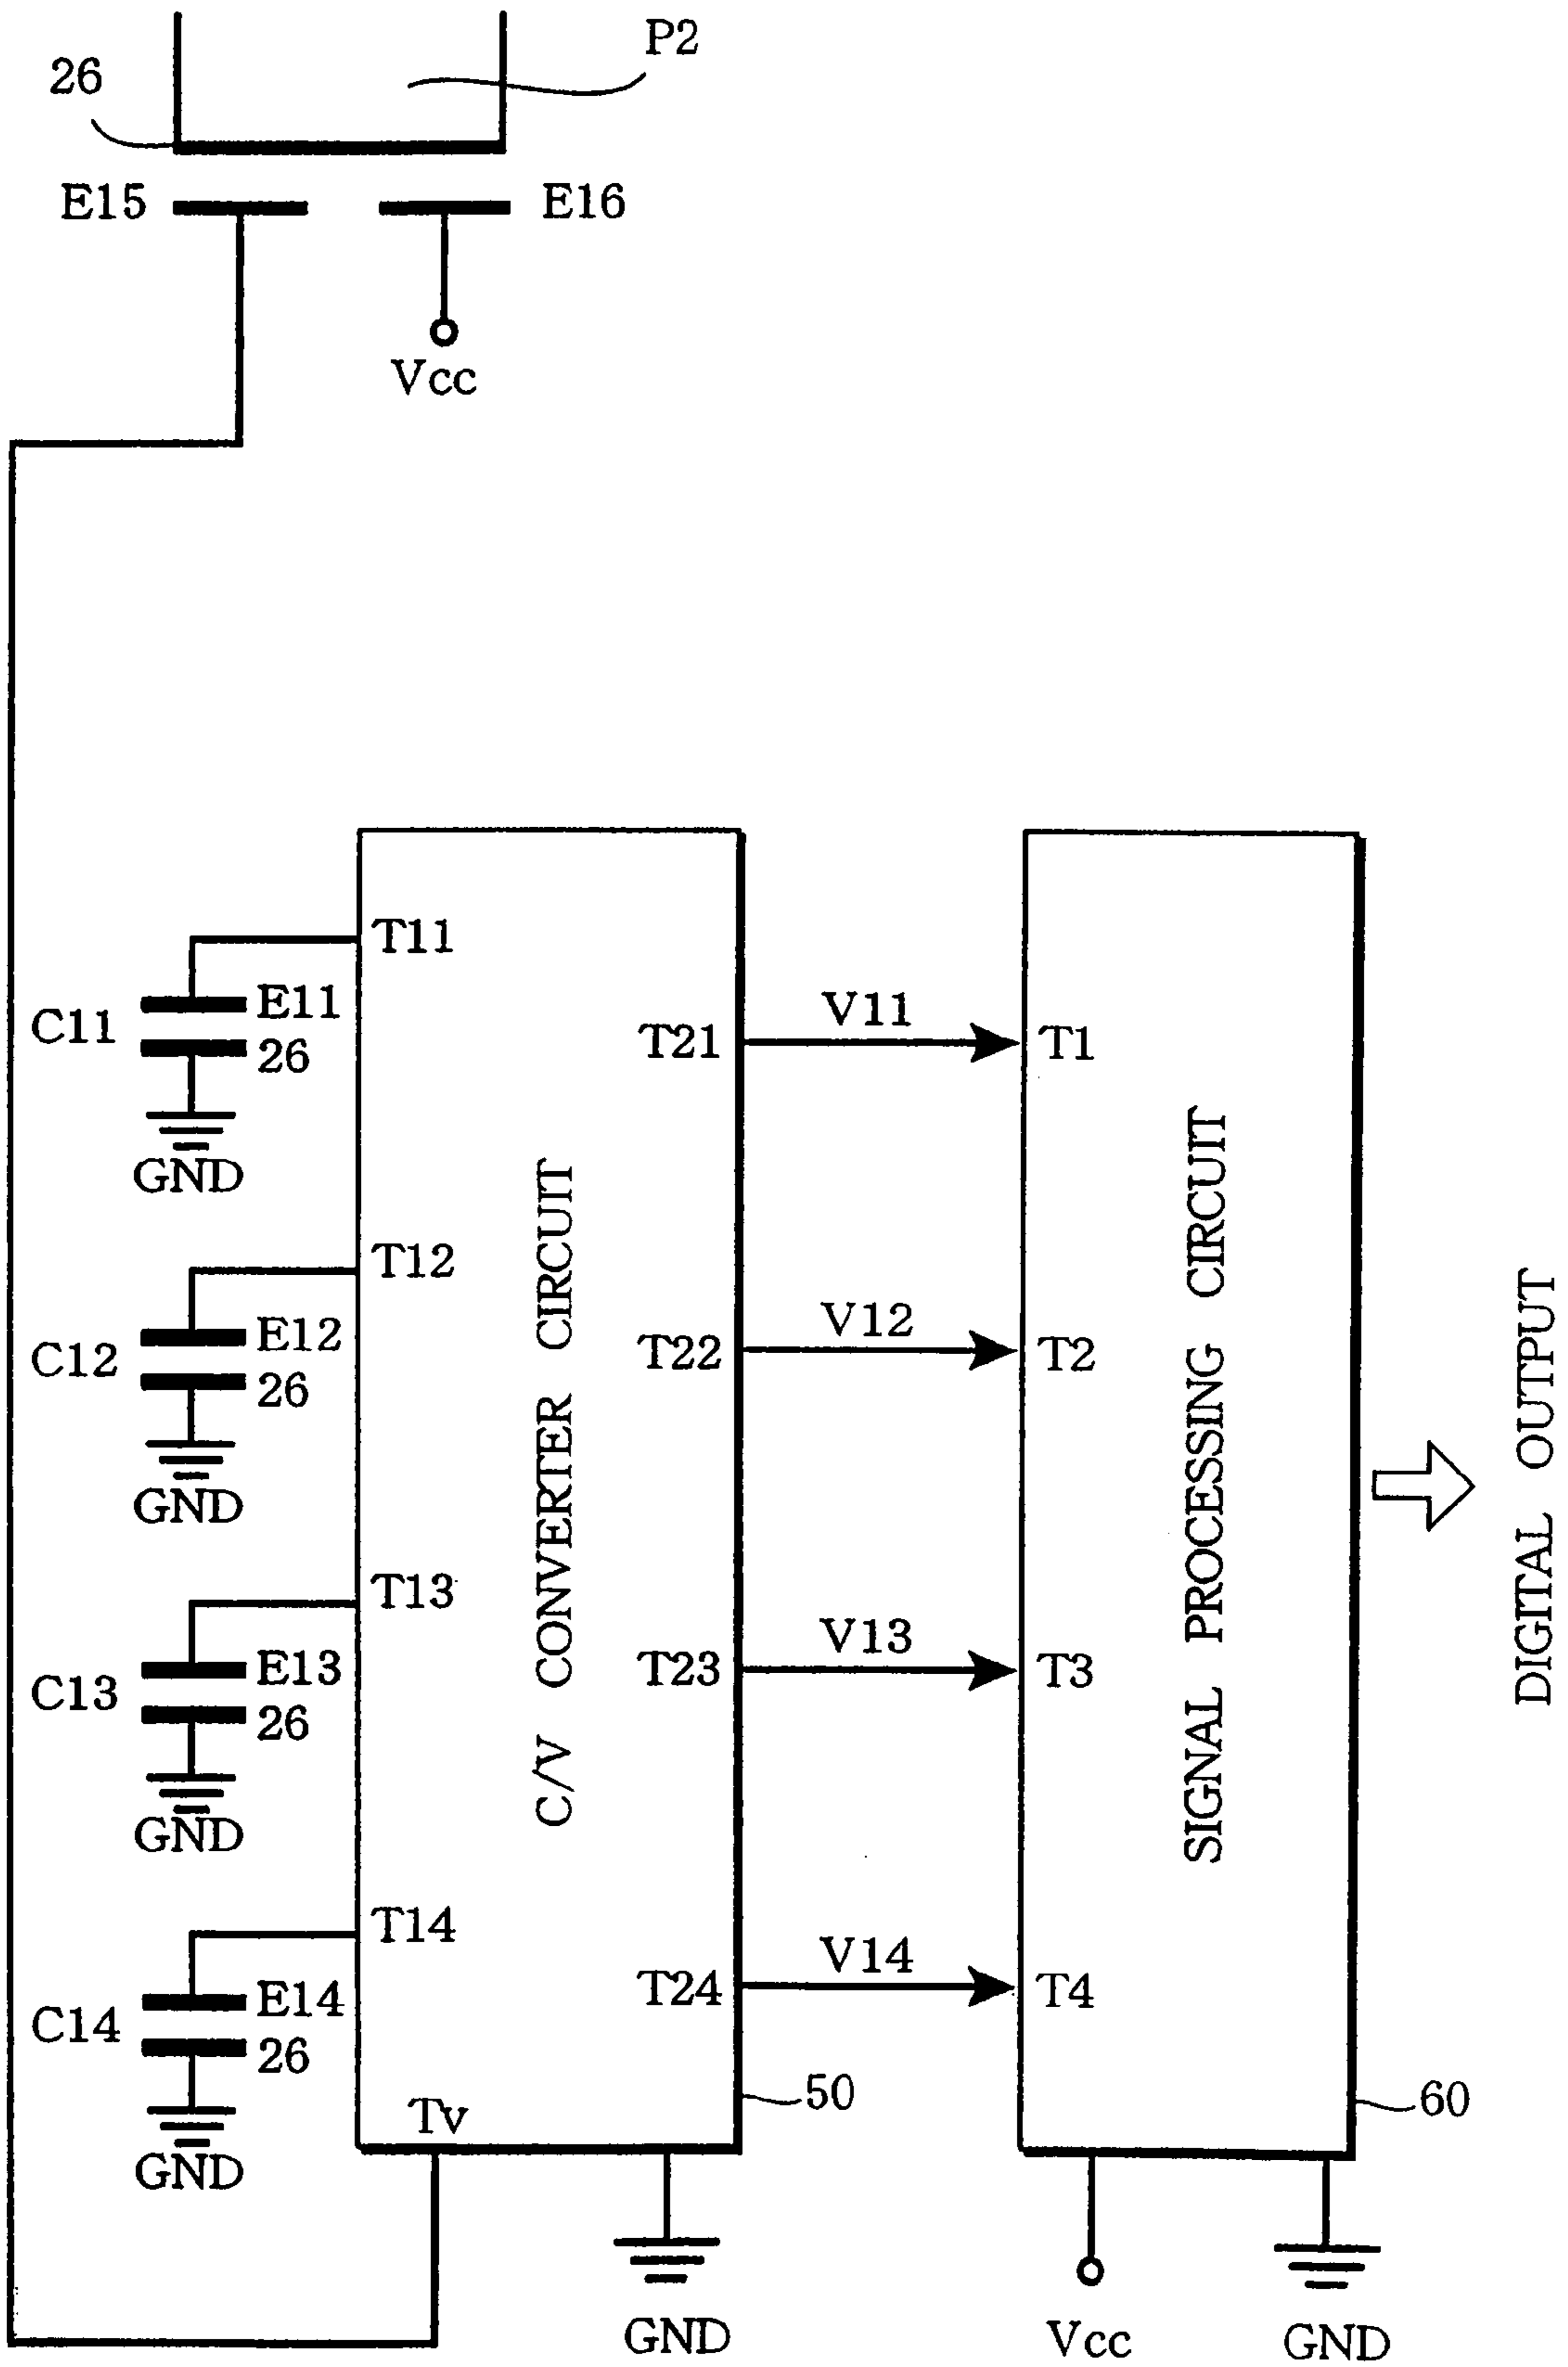 P2
26
E15
E16
Vcc
T11
C11
E11
26
GND
T21
V11
T1
T12
C12
E12
26
GND
T22
V12
T2
T13
C13
E13
26
GND
T23
V13
T3
T14
C14
E14
26
GND
T24
V14
T4
Tv
C/V CONVERTER CIRCUIT
SIGNAL PROCESSING CIRCUIT
DIGITAL OUTPUT
50
60
GND
Vcc
GND